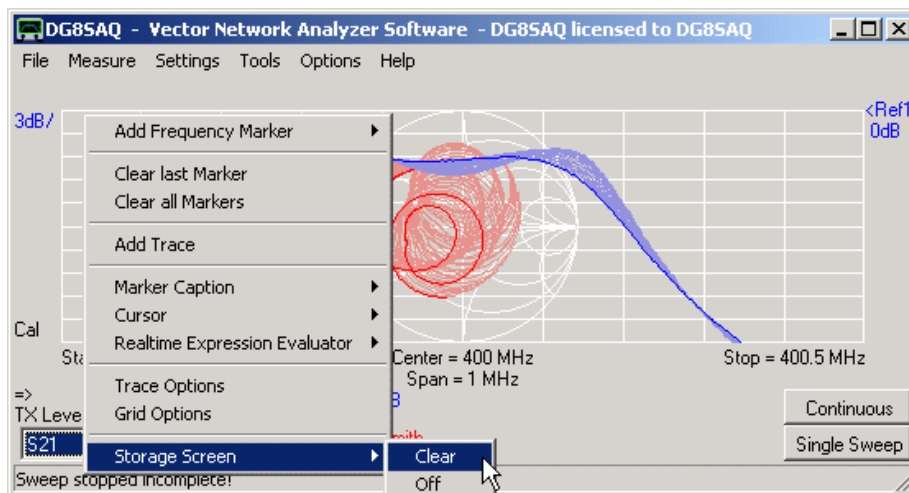 DG8SAQ - Vector Network Analyzer Software - DG8SAQ licensed to DG8SAQ
File Measure Settings Tools Options Help
3dB/
<Ref1
0dB
Add Frequency Marker
Clear last Marker
Clear all Markers
Add Trace
Marker Caption
Cursor
Realtime Expression Evaluator
Trace Options
Grid Options
Storage Screen
Clear
Off
Cal
Center = 400 MHz
Stop = 400.5 MHz
Span = 1 MHz
=>
TX Leve
S21
Continuous
Single Sweep
Sweep stopped incomplete!